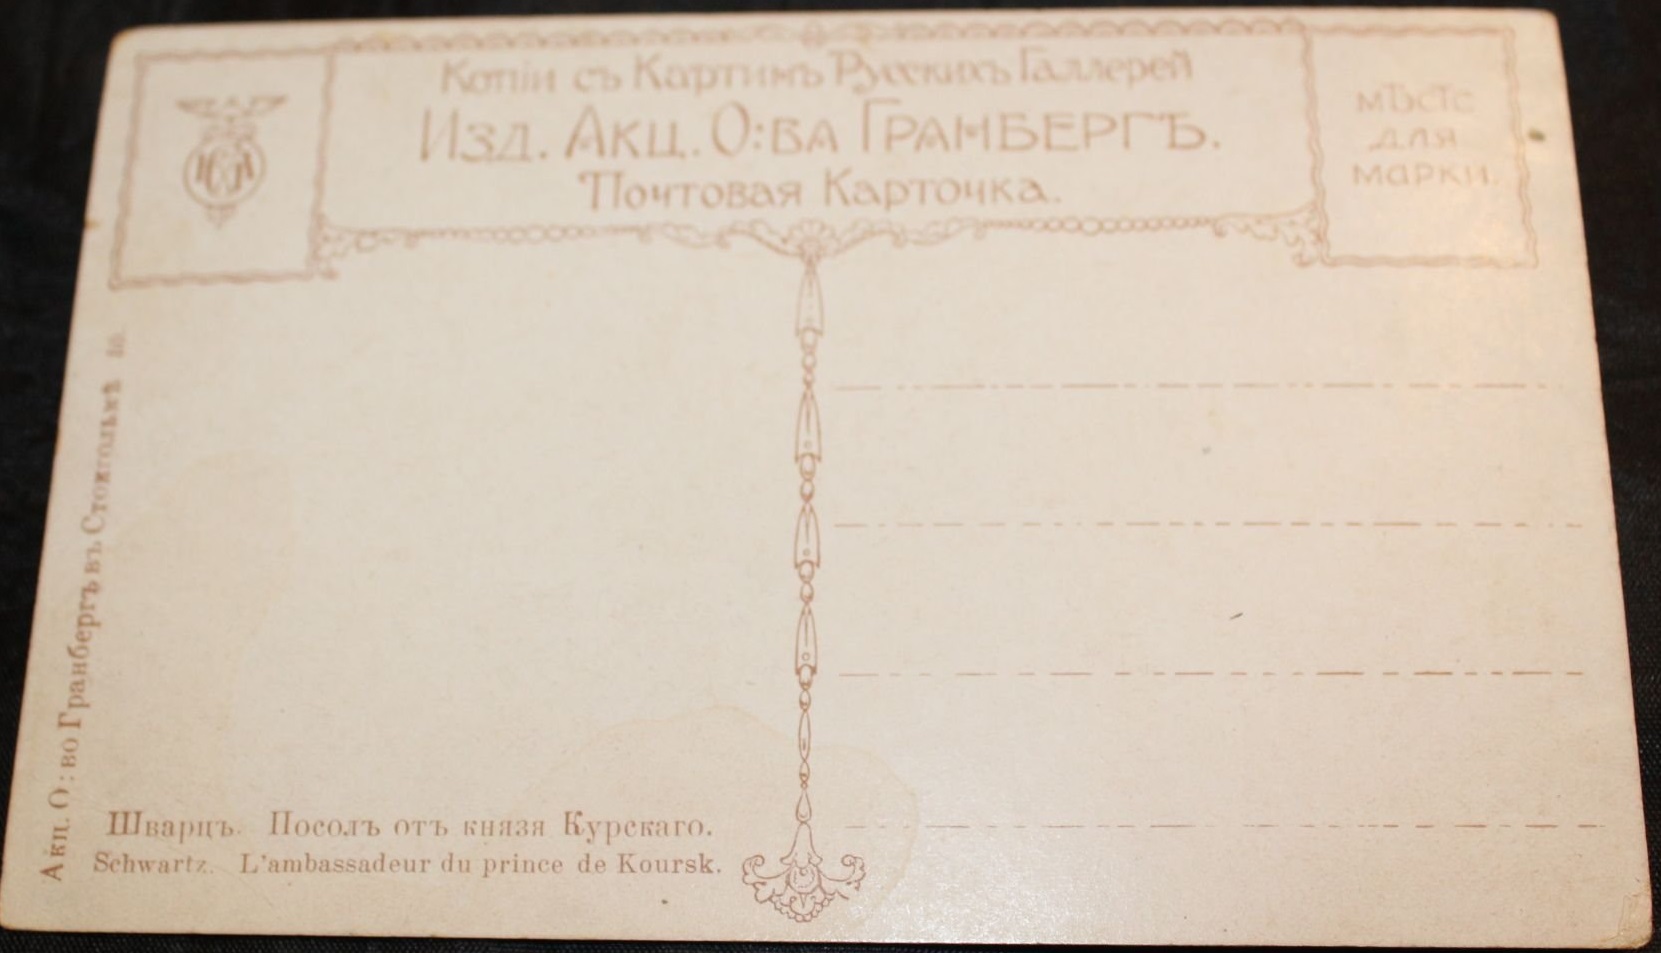 Копіи съ Картинъ Русскихъ Галлерей
Изд. Акц. О:ва Гранбергъ.
Почтовая Карточка.
мѣсто
для
марки.
Акц. О:во Гранбергъ въ Стокгольмѣ
Шварцъ. Посолъ отъ князя Курскаго.
Schwartz. L'ambassadeur du prince de Koursk.